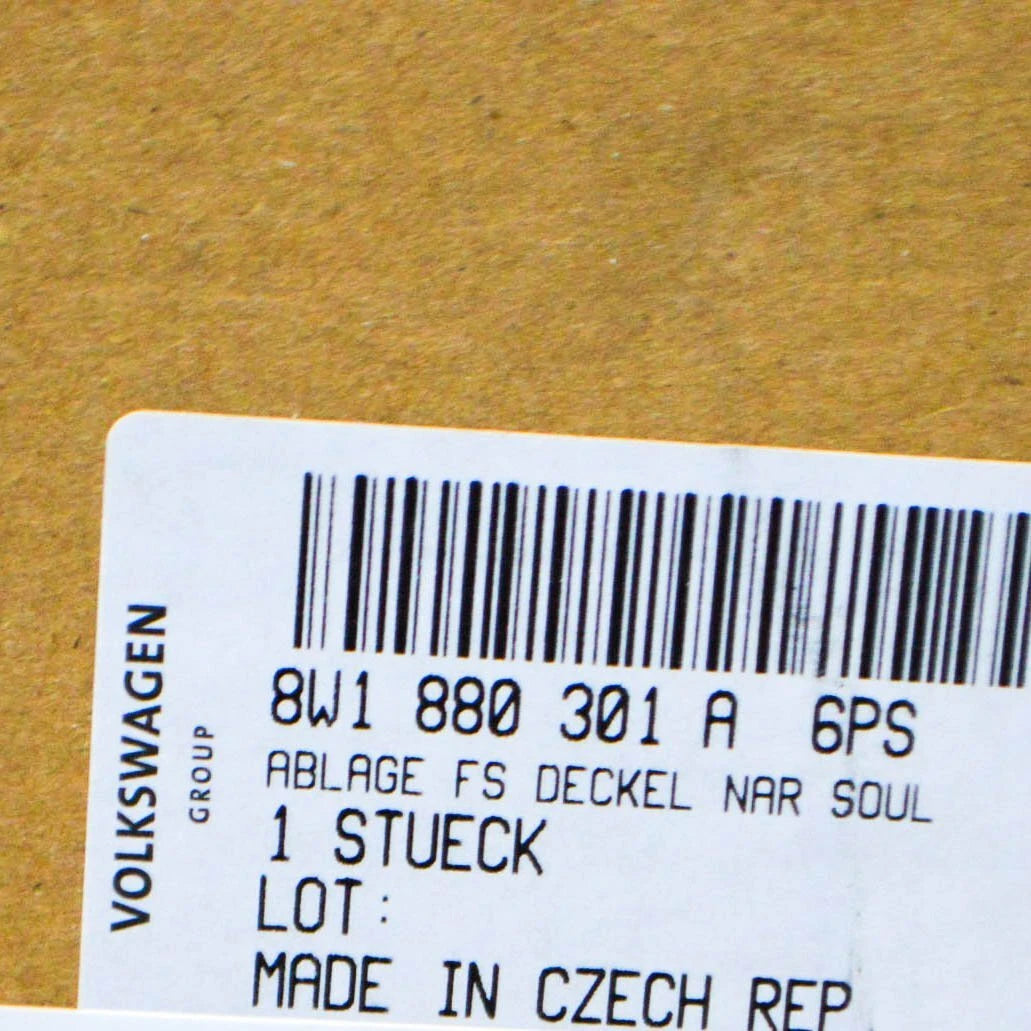 VOLKSWAGEN
GROUP
8W1 880 301 A 6PS
ABLAGE FS DECKEL NAR SOUL
1 STUECK
LOT:
MADE IN CZECH REP